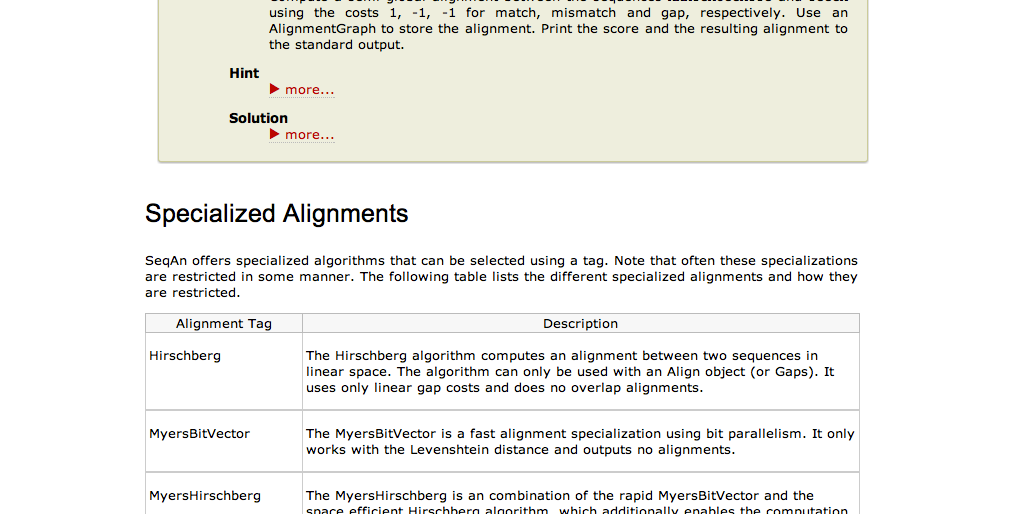 using the costs 1, -1, -1 for match, mismatch and gap, respectively. Use an
AlignmentGraph to store the alignment. Print the score and the resulting alignment to
the standard output.
Hint
more...
Solution
more...
Specialized Alignments
SeqAn offers specialized algorithms that can be selected using a tag. Note that often these specializations
are restricted in some manner. The following table lists the different specialized alignments and how they
are restricted.
Alignment Tag Description
Hirschberg
The Hirschberg algorithm computes an alignment between two sequences in
linear space. The algorithm can only be used with an Align object (or Gaps). It
uses only linear gap costs and does no overlap alignments.
MyersBitVector
The MyersBitVector is a fast alignment specialization using bit parallelism. It only
works with the Levenshtein distance and outputs no alignments.
MyersHirschberg
The MyersHirschberg is an combination of the rapid MyersBitVector and the
space efficient Hirschberg algorithm, which additionally enables the computation